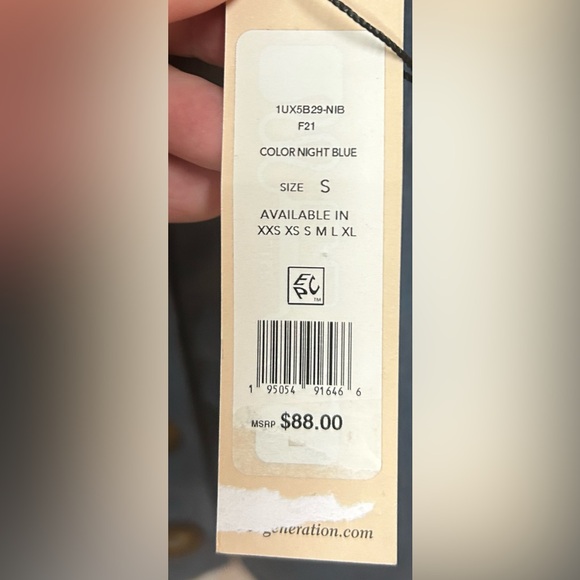 1UX5B29-NIB
F21
COLOR NIGHT BLUE
SIZE S
AVAILABLE IN
XXS XS S M L XL
EPC
TM
1 95054 91646 6
MSRP $88.00
generation.com